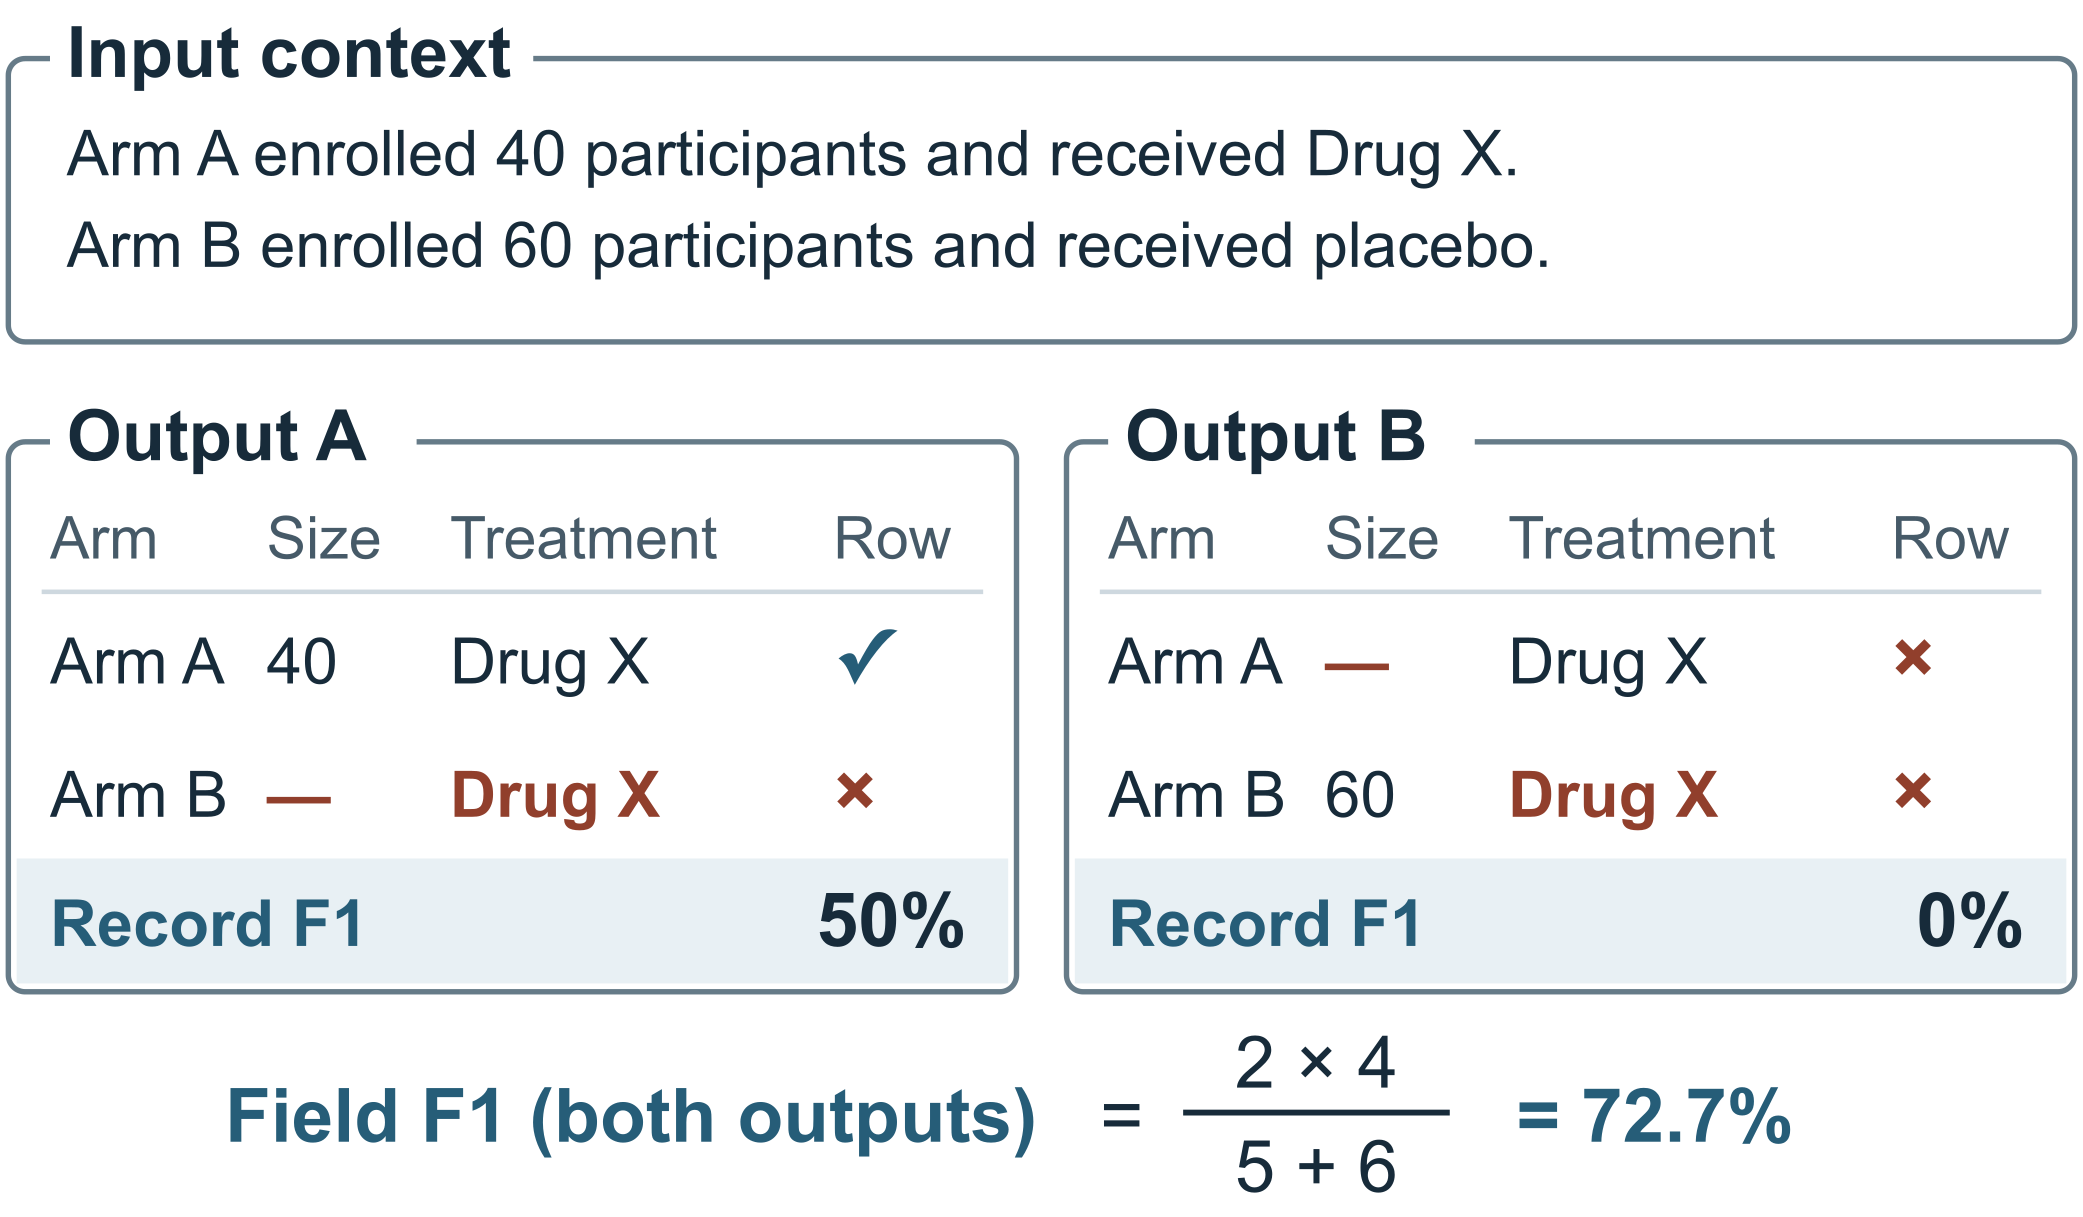 Input context
Arm A enrolled 40 participants and received Drug X.
Arm B enrolled 60 participants and received placebo.
Output A
Arm Size Treatment Row
Arm A 40 Drug X ✓
Arm B — Drug X ×
Record F1 50%
Output B
Arm Size Treatment Row
Arm A — Drug X ×
Arm B 60 Drug X ×
Record F1 0%
Field F1 (both outputs) = 2 × 4 / 5 + 6 = 72.7%